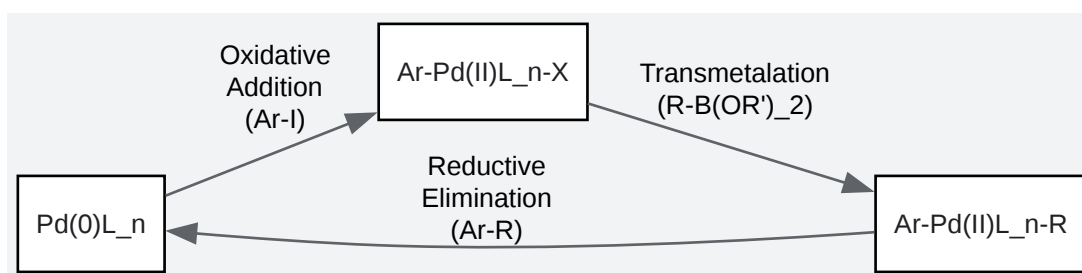 Oxidative
Addition
(Ar-I)
Ar-Pd(II)L_n-X
Transmetalation
(R-B(OR')_2)
Pd(0)L_n
Reductive
Elimination
(Ar-R)
Ar-Pd(II)L_n-R